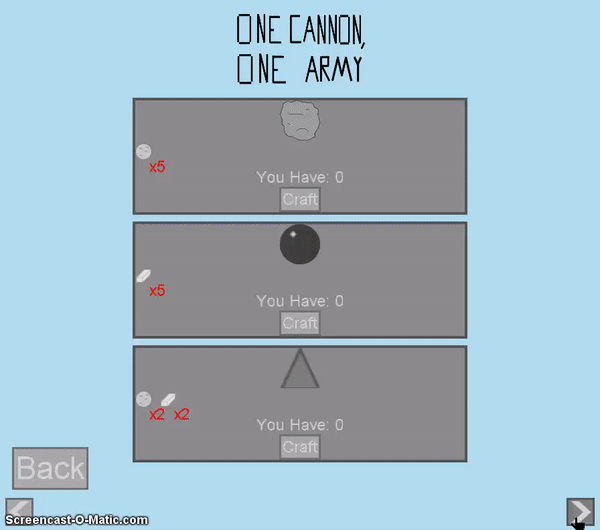 ONE CANNON,
ONE ARMY
x5
You Have: 0
Craft
x5
You Have: 0
Craft
x2 x2
You Have: 0
Craft
Back
Screencast-O-Matic.com